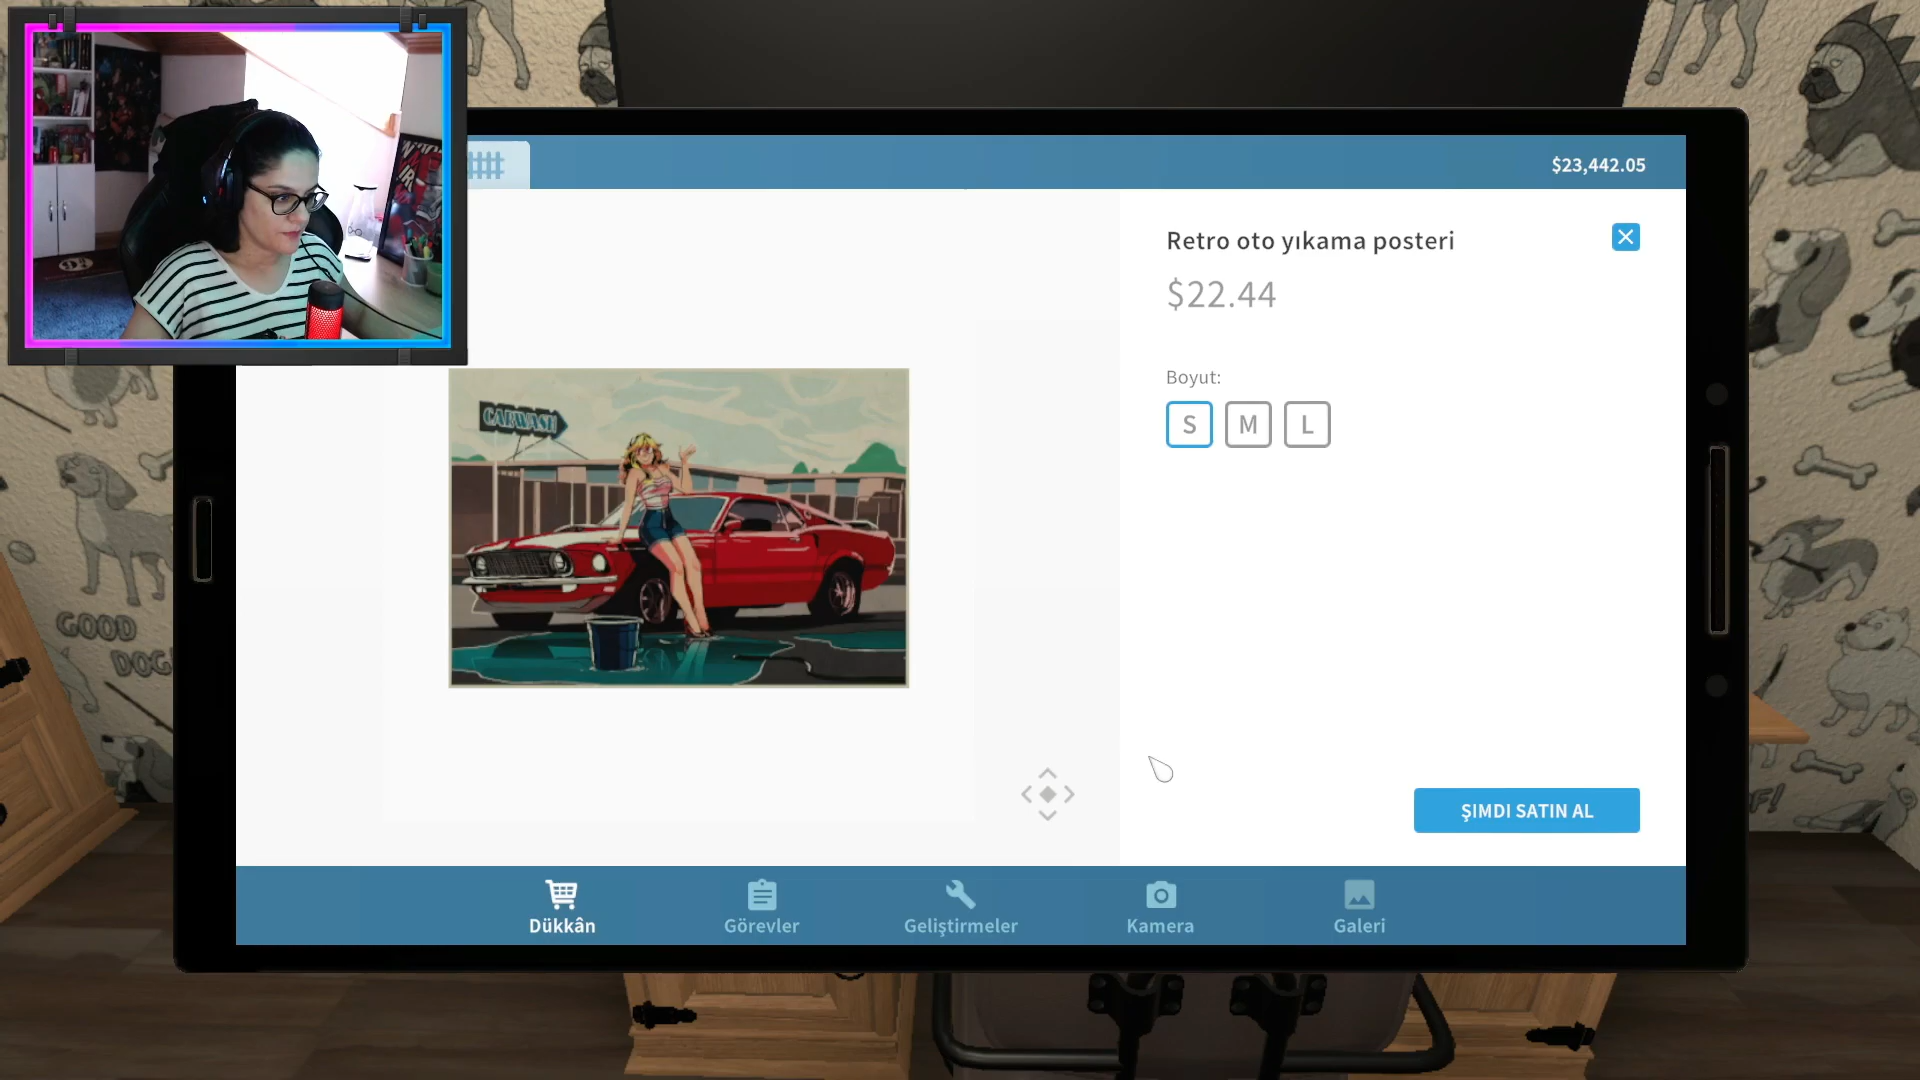 $23,442.05
Retro oto yıkama posteri
$22.44
Boyut:
S M L
CARWASH
GOOD
DOG!
ŞIMDI SATIN AL
Dükkân
Görevler
Geliştirmeler
Kamera
Galeri